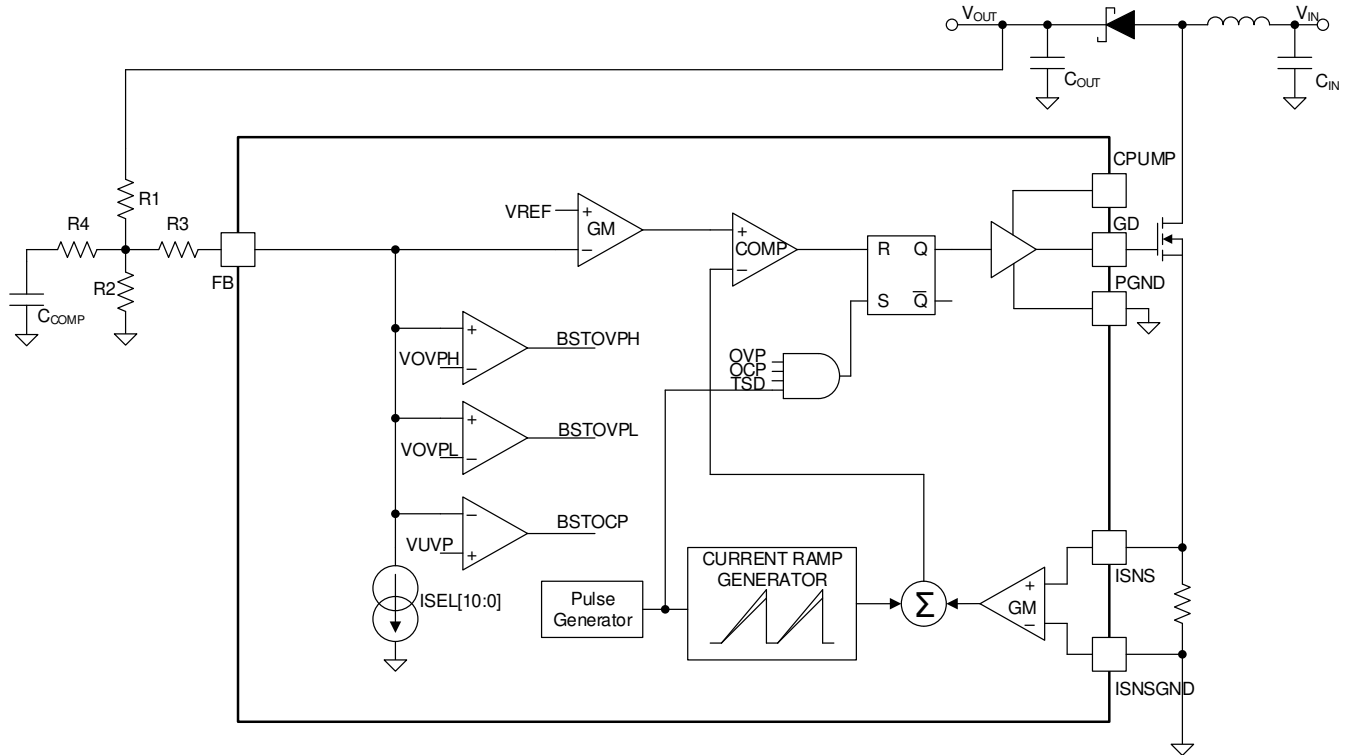 VOUT
VIN
COUT
CIN
CPUMP
R1
R4
R3
VREF
+
GM
−
+
COMP
−
R
Q
S
Q̅
GD
PGND
FB
R2
CCOMP
+
VOVPH
−
BSTOVPH
OVP
OCP
TSD
+
VOVPL
−
BSTOVPL
−
VUVP
+
BSTOCP
ISEL[10:0]
Pulse
Generator
CURRENT RAMP
GENERATOR
Σ
+
GM
−
ISNS
ISNSGND